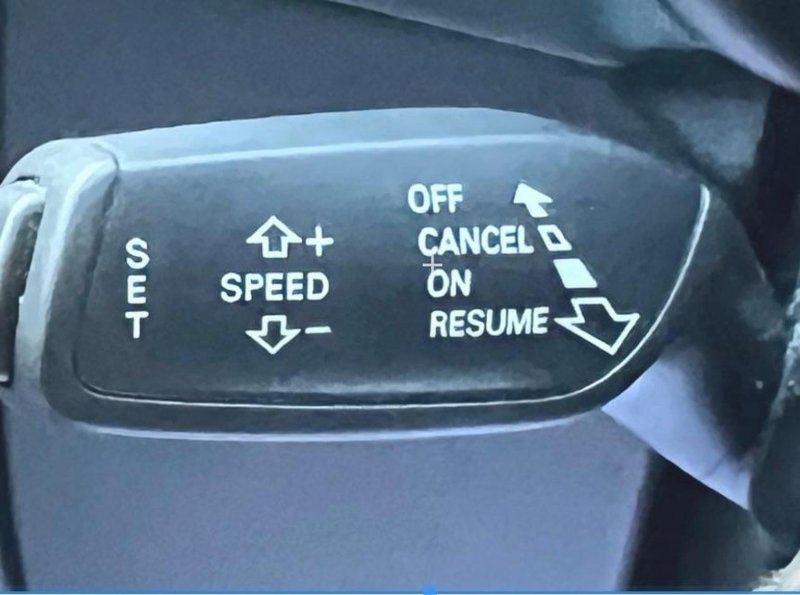 SET
+
SPEED
–
OFF
CANCEL
ON
RESUME